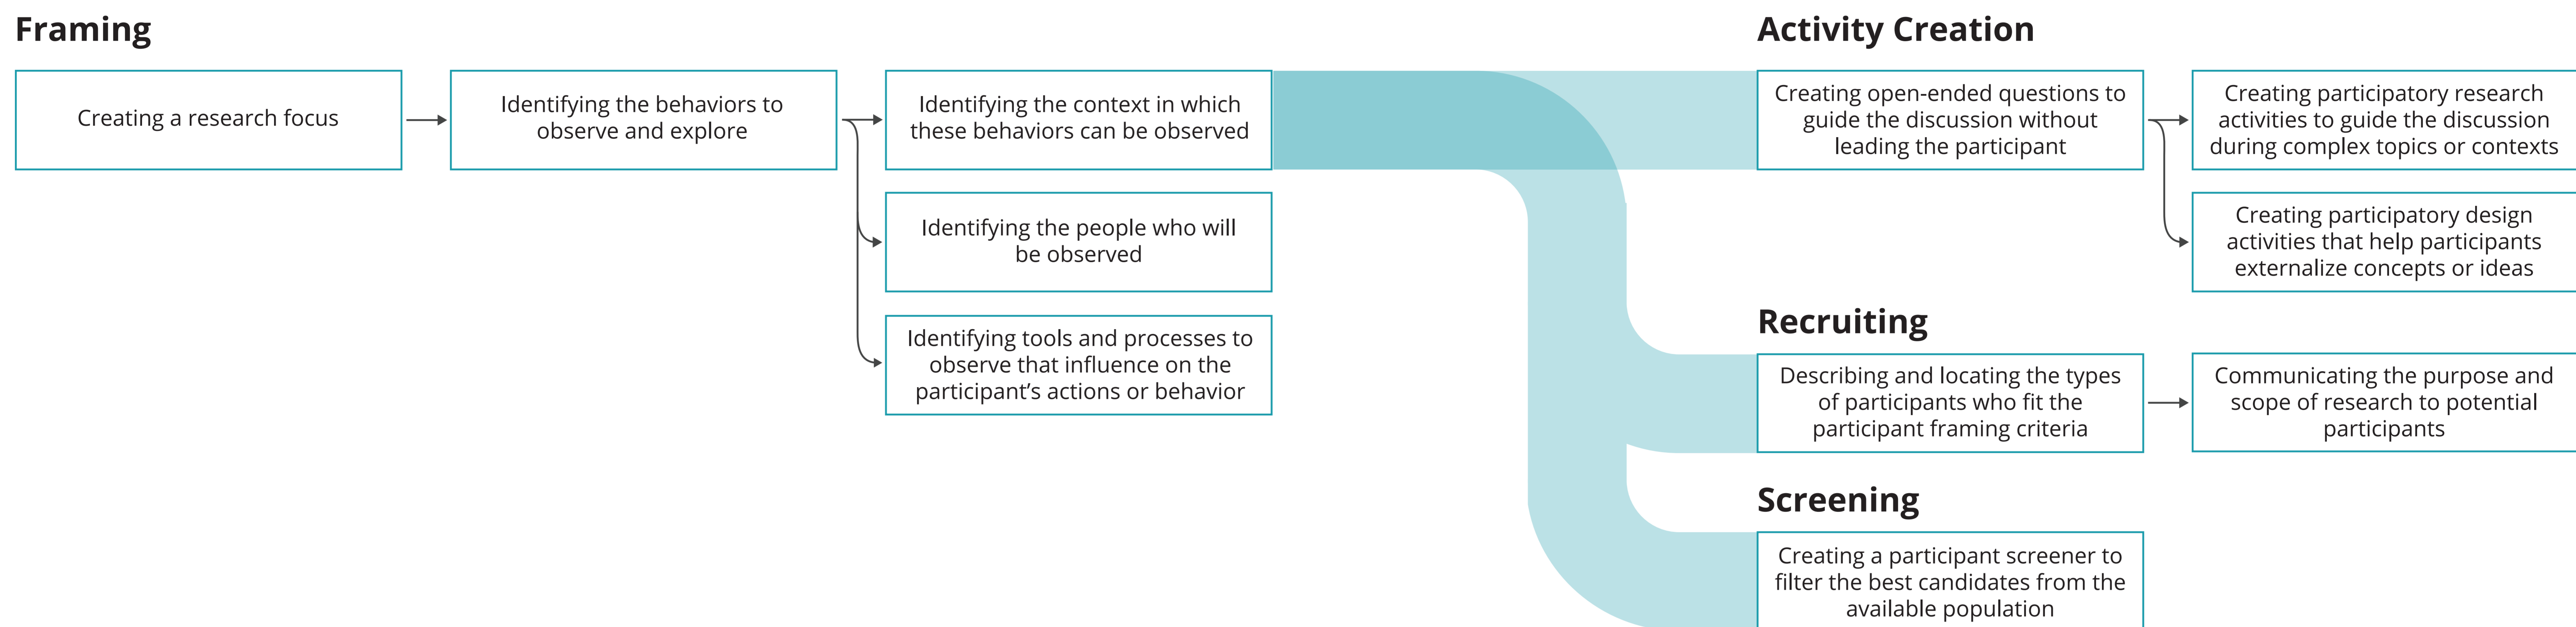 Framing
Creating a research focus
Identifying the behaviors to
observe and explore
Identifying the context in which
these behaviors can be observed
Identifying the people who will
be observed
Identifying tools and processes to
observe that influence on the
participant’s actions or behavior
Activity Creation
Creating open-ended questions to
guide the discussion without
leading the participant
Creating participatory research
activities to guide the discussion
during complex topics or contexts
Creating participatory design
activities that help participants
externalize concepts or ideas
Recruiting
Describing and locating the types
of participants who fit the
participant framing criteria
Communicating the purpose and
scope of research to potential
participants
Screening
Creating a participant screener to
filter the best candidates from the
available population